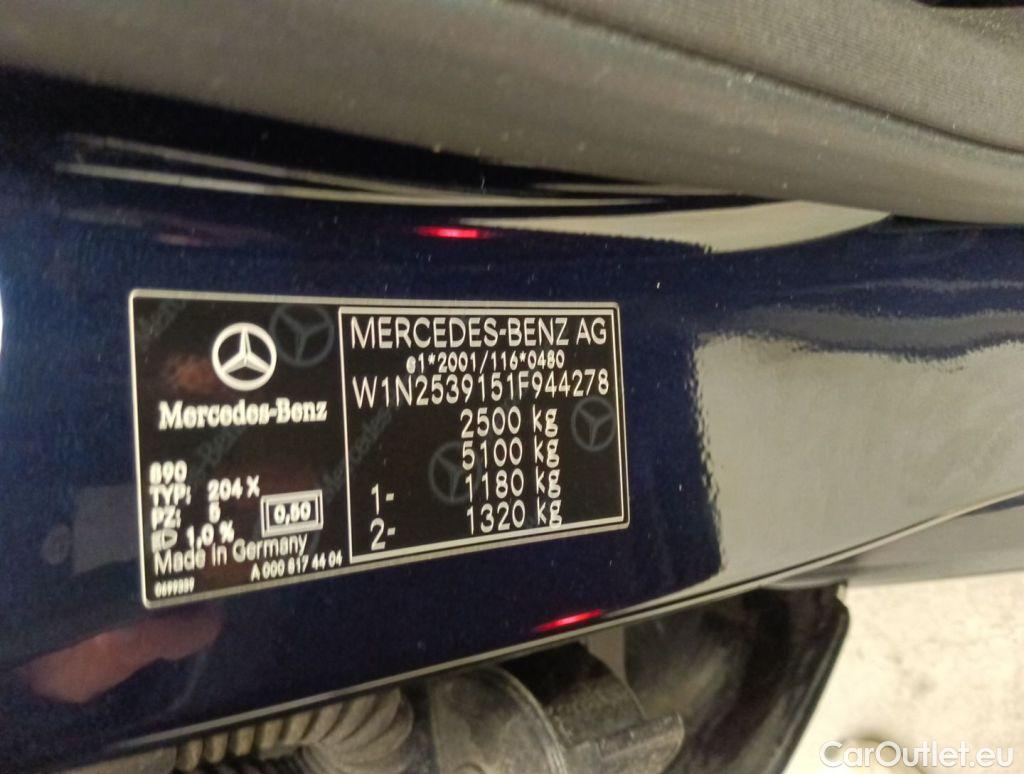 Mercedes-Benz
890
TYP: 204 X
PZ: 5
1,0 %
0,50
Made in Germany
A 000 817 44 04
MERCEDES-BENZ AG
e1*2001/116*0480
W1N2539151F944278
2500 kg
5100 kg
1- 1180 kg
2- 1320 kg
CarOutlet.eu